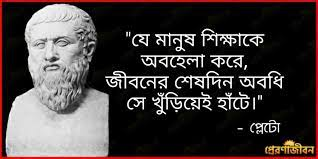 "যে মানুষ শিক্ষাকে
অবহেলা করে,
জীবনের শেষদিন অবধি
সে খুঁড়িয়েই হাঁটে।"
- প্লেটো
প্রেরণাজীবন